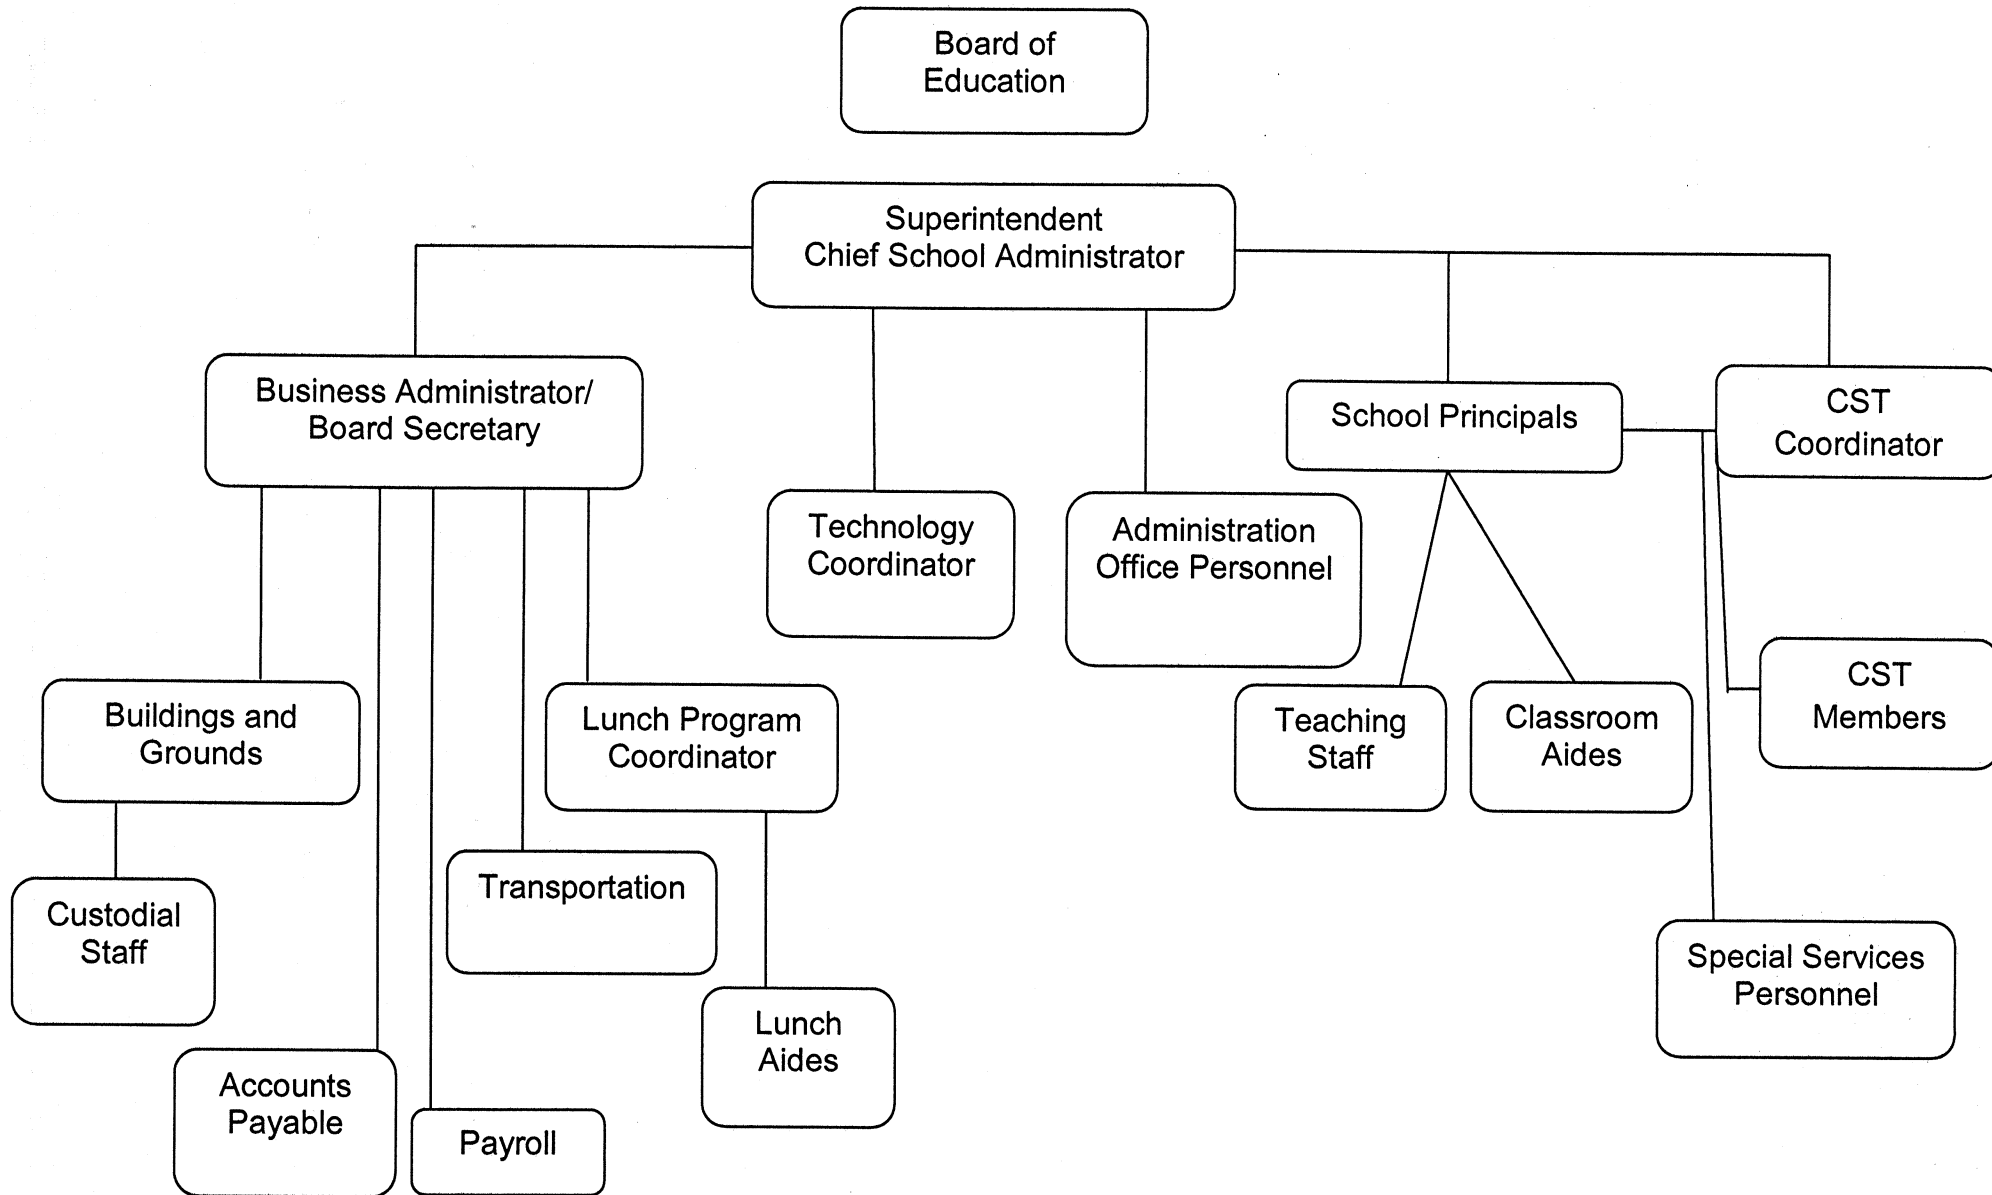 Board of
Education
Superintendent
Chief School Administrator
Business Administrator/
Board Secretary
School Principals
CST
Coordinator
Technology
Coordinator
Administration
Office Personnel
Buildings and
Grounds
Lunch Program
Coordinator
Teaching
Staff
Classroom
Aides
CST
Members
Custodial
Staff
Transportation
Special Services
Personnel
Lunch
Aides
Accounts
Payable
Payroll